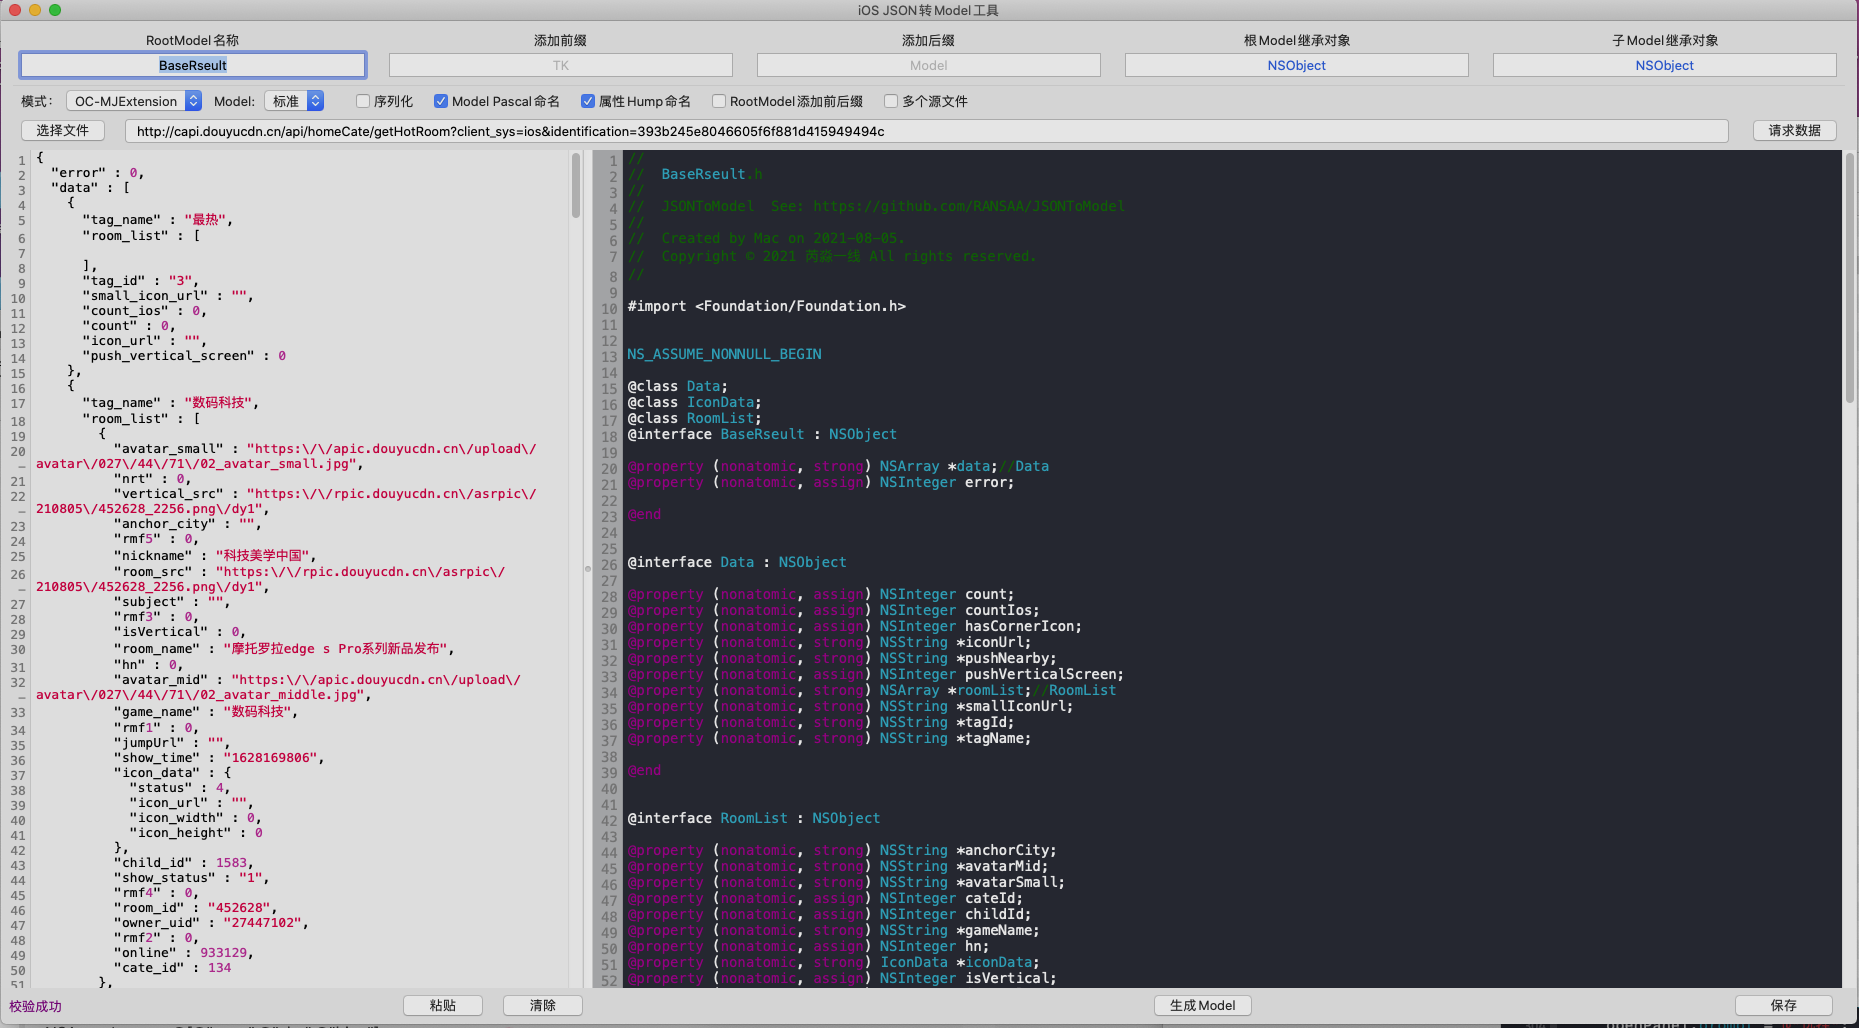 iOS JSON转Model工具
RootModel名称 添加前缀 添加后缀 根Model继承对象 子Model继承对象
BaseRseult TK Model NSObject NSObject
模式: OC-MJExtension Model: 标准 序列化 Model Pascal命名 属性Hump命名 RootModel添加前后缀 多个源文件
选择文件 http://capi.douyucdn.cn/api/homeCate/getHotRoom?client_sys=ios&identification=393b245e8046605f6f881d415949494c 请求数据
1 {
2 "error" : 0,
3 "data" : [
4 {
5 "tag_name" : "最热",
6 "room_list" : [
7
8 ],
9 "tag_id" : "3",
10 "small_icon_url" : "",
11 "count_ios" : 0,
12 "count" : 0,
13 "icon_url" : "",
14 "push_vertical_screen" : 0
15 },
16 {
17 "tag_name" : "数码科技",
18 "room_list" : [
19 {
20 "avatar_small" : "https:\/\/apic.douyucdn.cn\/upload\/
– avatar\/027\/44\/71\/02_avatar_small.jpg",
21 "nrt" : 0,
22 "vertical_src" : "https:\/\/rpic.douyucdn.cn\/asrpic\/
– 210805\/452628_2256.png\/dy1",
23 "anchor_city" : "",
24 "rmf5" : 0,
25 "nickname" : "科技美学中国",
26 "room_src" : "https:\/\/rpic.douyucdn.cn\/asrpic\/
– 210805\/452628_2256.png\/dy1",
27 "subject" : "",
28 "rmf3" : 0,
29 "isVertical" : 0,
30 "room_name" : "摩托罗拉edge s Pro系列新品发布",
31 "hn" : 0,
32 "avatar_mid" : "https:\/\/apic.douyucdn.cn\/upload\/
– avatar\/027\/44\/71\/02_avatar_middle.jpg",
33 "game_name" : "数码科技",
34 "rmf1" : 0,
35 "jumpUrl" : "",
36 "show_time" : "1628169806",
37 "icon_data" : {
38 "status" : 4,
39 "icon_url" : "",
40 "icon_width" : 0,
41 "icon_height" : 0
42 },
43 "child_id" : 1583,
44 "show_status" : "1",
45 "rmf4" : 0,
46 "room_id" : "452628",
47 "owner_uid" : "27447102",
48 "rmf2" : 0,
49 "online" : 933129,
50 "cate_id" : 134
51 },
1 //
2 // BaseRseult.h
3 //
4 // JSONToModel See: https://github.com/RANSAA/JSONToModel
5 //
6 // Created by Mac on 2021-08-05.
7 // Copyright © 2021 芮淼一线 All rights reserved.
8 //
9
10 #import <Foundation/Foundation.h>
11
12
13 NS_ASSUME_NONNULL_BEGIN
14
15 @class Data;
16 @class IconData;
17 @class RoomList;
18 @interface BaseRseult : NSObject
19
20 @property (nonatomic, strong) NSArray *data;//Data
21 @property (nonatomic, assign) NSInteger error;
22
23 @end
24
25
26 @interface Data : NSObject
27
28 @property (nonatomic, assign) NSInteger count;
29 @property (nonatomic, assign) NSInteger countIos;
30 @property (nonatomic, assign) NSInteger hasCornerIcon;
31 @property (nonatomic, strong) NSString *iconUrl;
32 @property (nonatomic, strong) NSString *pushNearby;
33 @property (nonatomic, assign) NSInteger pushVerticalScreen;
34 @property (nonatomic, strong) NSArray *roomList;//RoomList
35 @property (nonatomic, strong) NSString *smallIconUrl;
36 @property (nonatomic, strong) NSString *tagId;
37 @property (nonatomic, strong) NSString *tagName;
38
39 @end
40
41
42 @interface RoomList : NSObject
43
44 @property (nonatomic, strong) NSString *anchorCity;
45 @property (nonatomic, strong) NSString *avatarMid;
46 @property (nonatomic, strong) NSString *avatarSmall;
47 @property (nonatomic, assign) NSInteger cateId;
48 @property (nonatomic, assign) NSInteger childId;
49 @property (nonatomic, strong) NSString *gameName;
50 @property (nonatomic, assign) NSInteger hn;
51 @property (nonatomic, strong) IconData *iconData;
52 @property (nonatomic, assign) NSInteger isVertical;
校验成功 粘贴 清除 生成Model 保存